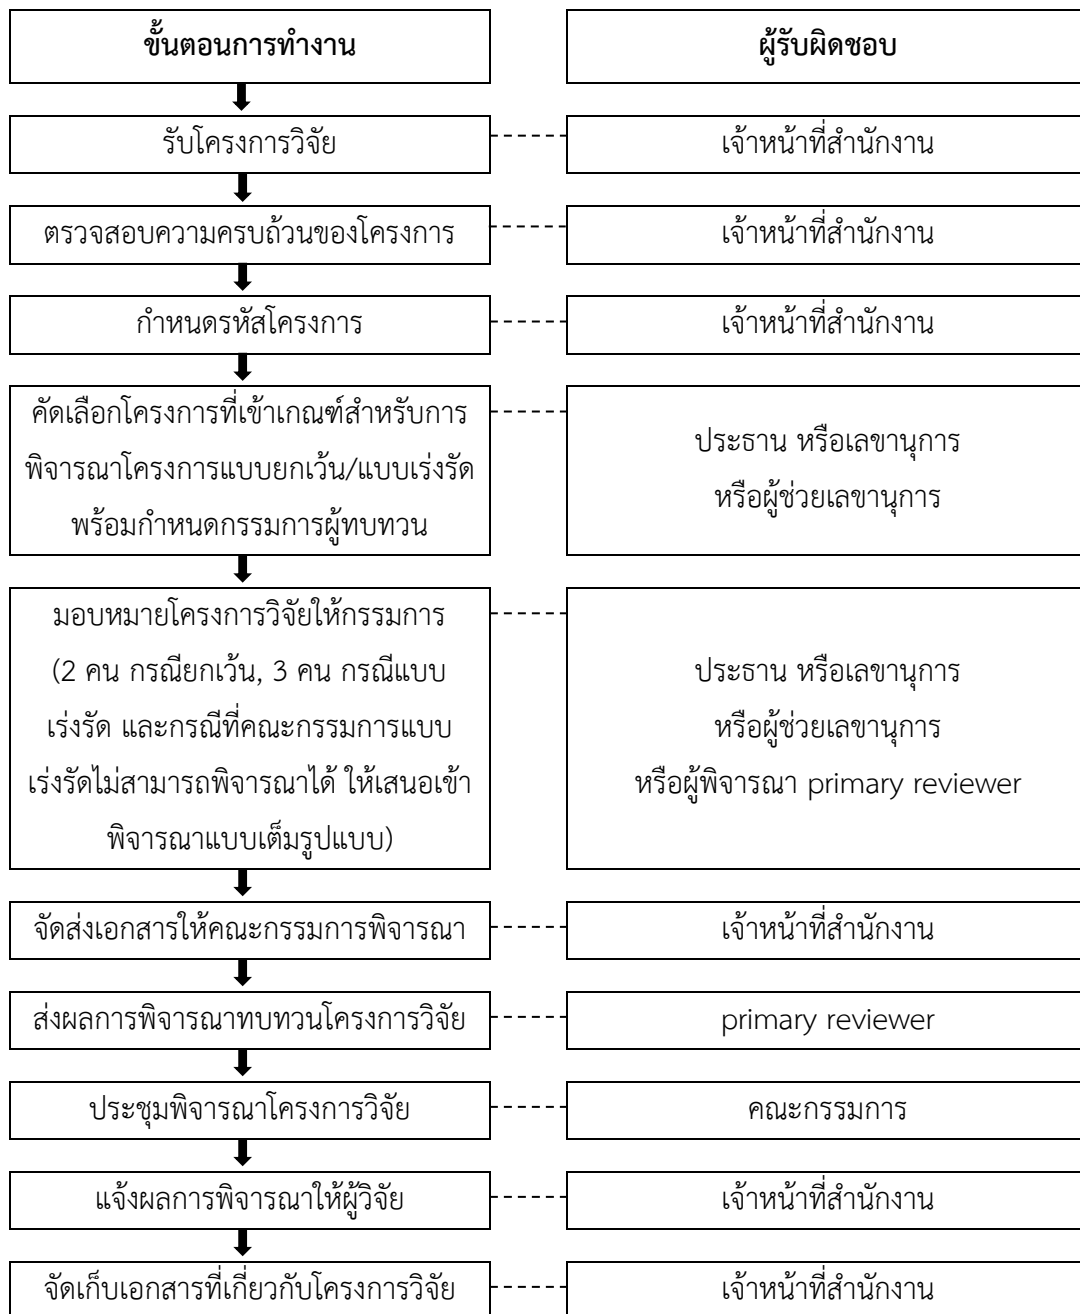 ขั้นตอนการทำงาน
ผู้รับผิดชอบ
รับโครงการวิจัย
เจ้าหน้าที่สำนักงาน
ตรวจสอบความครบถ้วนของโครงการ
เจ้าหน้าที่สำนักงาน
กำหนดรหัสโครงการ
เจ้าหน้าที่สำนักงาน
คัดเลือกโครงการที่เข้าเกณฑ์สำหรับการ
พิจารณาโครงการแบบยกเว้น/แบบเร่งรัด
พร้อมกำหนดกรรมการผู้ทบทวน
ประธาน หรือเลขานุการ
หรือผู้ช่วยเลขานุการ
มอบหมายโครงการวิจัยให้กรรมการ
(2 คน กรณียกเว้น, 3 คน กรณีแบบ
เร่งรัด และกรณีที่คณะกรรมการแบบ
เร่งรัดไม่สามารถพิจารณาได้ ให้เสนอเข้า
พิจารณาแบบเต็มรูปแบบ)
ประธาน หรือเลขานุการ
หรือผู้ช่วยเลขานุการ
หรือผู้พิจารณา primary reviewer
จัดส่งเอกสารให้คณะกรรมการพิจารณา
เจ้าหน้าที่สำนักงาน
ส่งผลการพิจารณาทบทวนโครงการวิจัย
primary reviewer
ประชุมพิจารณาโครงการวิจัย
คณะกรรมการ
แจ้งผลการพิจารณาให้ผู้วิจัย
เจ้าหน้าที่สำนักงาน
จัดเก็บเอกสารที่เกี่ยวกับโครงการวิจัย
เจ้าหน้าที่สำนักงาน